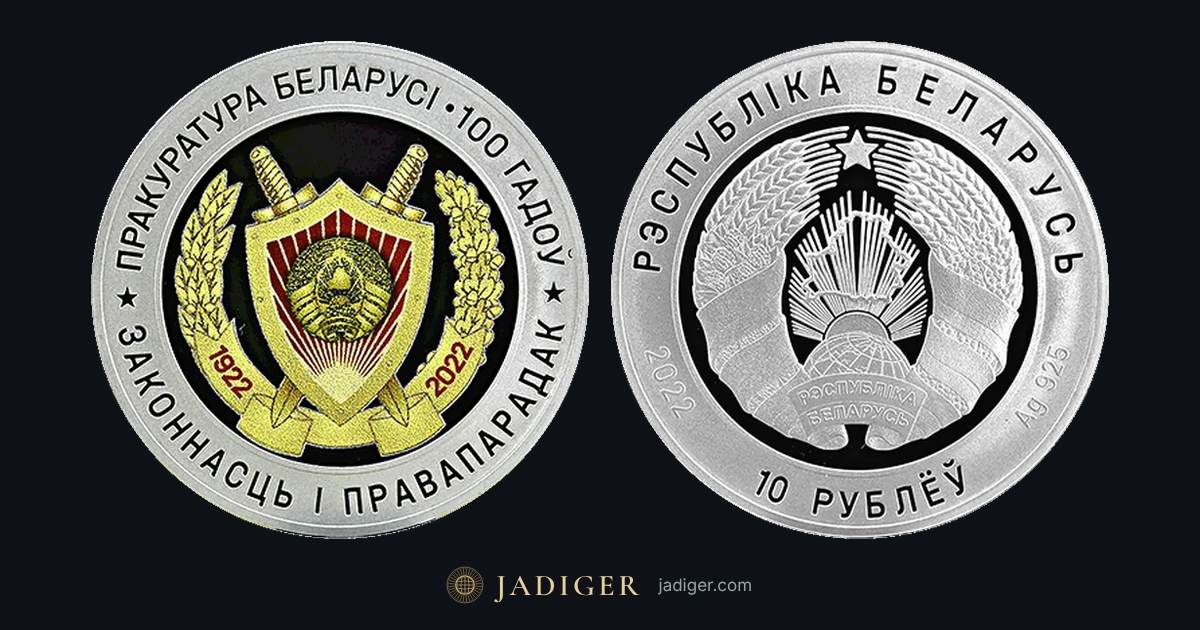 ПРАКУРАТУРА БЕЛАРУСІ • 100 ГАДОЎ
★ ЗАКОННАСЦЬ І ПРАВАПАРАДАК ★
1922
2022
РЭСПУБЛІКА БЕЛАРУСЬ
2022
Ag 925
РЭСПУБЛІКА
БЕЛАРУСЬ
10 РУБЛЁЎ
JADIGER jadiger.com